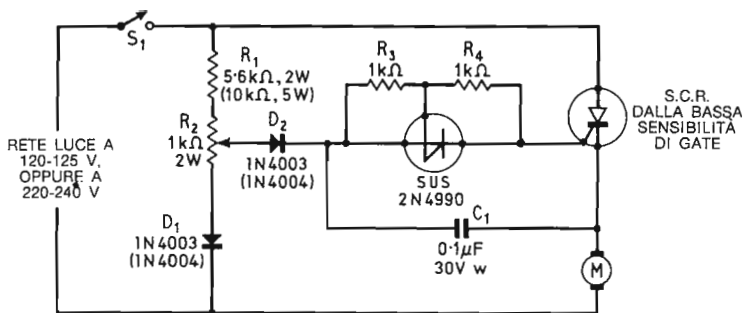 S1
R1
5·6kΩ, 2W
(10kΩ, 5W)
R2
1kΩ
2W
D2
1N4003
(1N4004)
R3
1kΩ
R4
1kΩ
S.C.R.
DALLA BASSA
SENSIBILITÀ
DI GATE
RETE LUCE A
120-125 V,
OPPURE A
220-240 V
SUS
2N4990
D1
1N4003
(1N4004)
C1
0·1µF
30V w
M